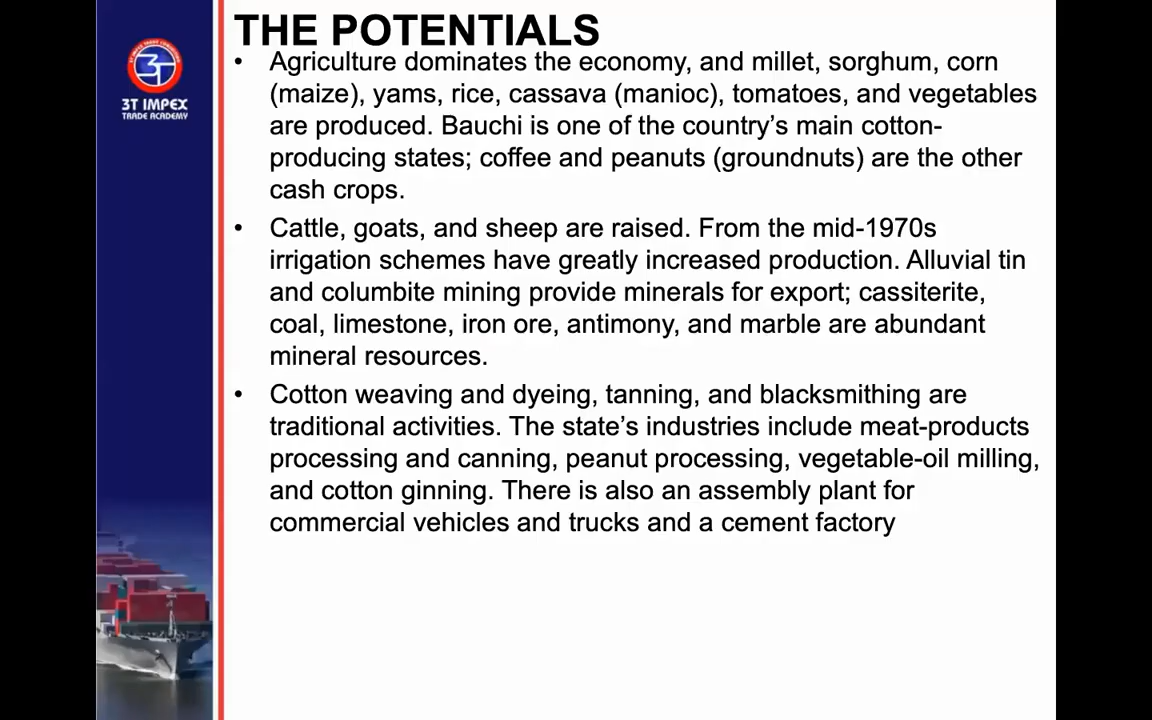 THE POTENTIALS
3T IMPEX
TRADE ACADEMY
• Agriculture dominates the economy, and millet, sorghum, corn
(maize), yams, rice, cassava (manioc), tomatoes, and vegetables
are produced. Bauchi is one of the country’s main cotton-
producing states; coffee and peanuts (groundnuts) are the other
cash crops.
• Cattle, goats, and sheep are raised. From the mid-1970s
irrigation schemes have greatly increased production. Alluvial tin
and columbite mining provide minerals for export; cassiterite,
coal, limestone, iron ore, antimony, and marble are abundant
mineral resources.
• Cotton weaving and dyeing, tanning, and blacksmithing are
traditional activities. The state’s industries include meat-products
processing and canning, peanut processing, vegetable-oil milling,
and cotton ginning. There is also an assembly plant for
commercial vehicles and trucks and a cement factory